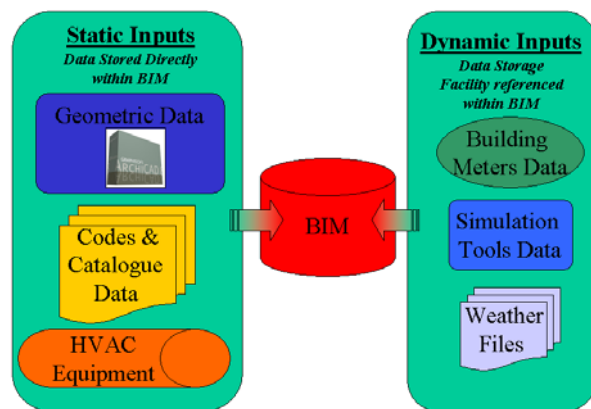 Static Inputs
Data Stored Directly
within BIM
Geometric Data
ARCHICAD
Codes &
Catalogue
Data
HVAC
Equipment
BIM
Dynamic Inputs
Data Storage
Facility referenced
within BIM
Building
Meters Data
Simulation
Tools Data
Weather
Files